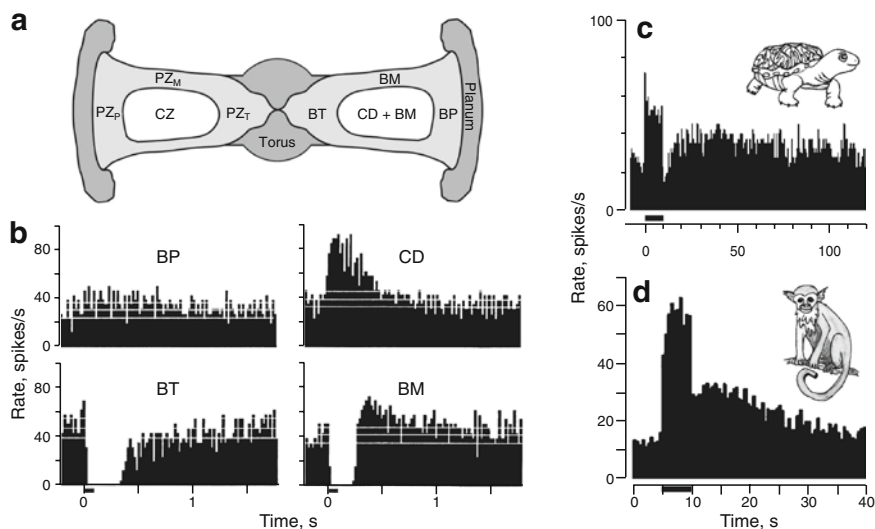 a
PZM
BM
PZP
CZ
PZT
BT
CD + BM
BP
Planum
Torus
b
Rate, spikes/s
BP
CD
80
40
0
BT
BM
80
40
0
0
1
0
1
Time, s
c
Rate, spikes/s
100
50
0
0
50
100
d
60
40
20
0
0
10
20
30
40
Time, s